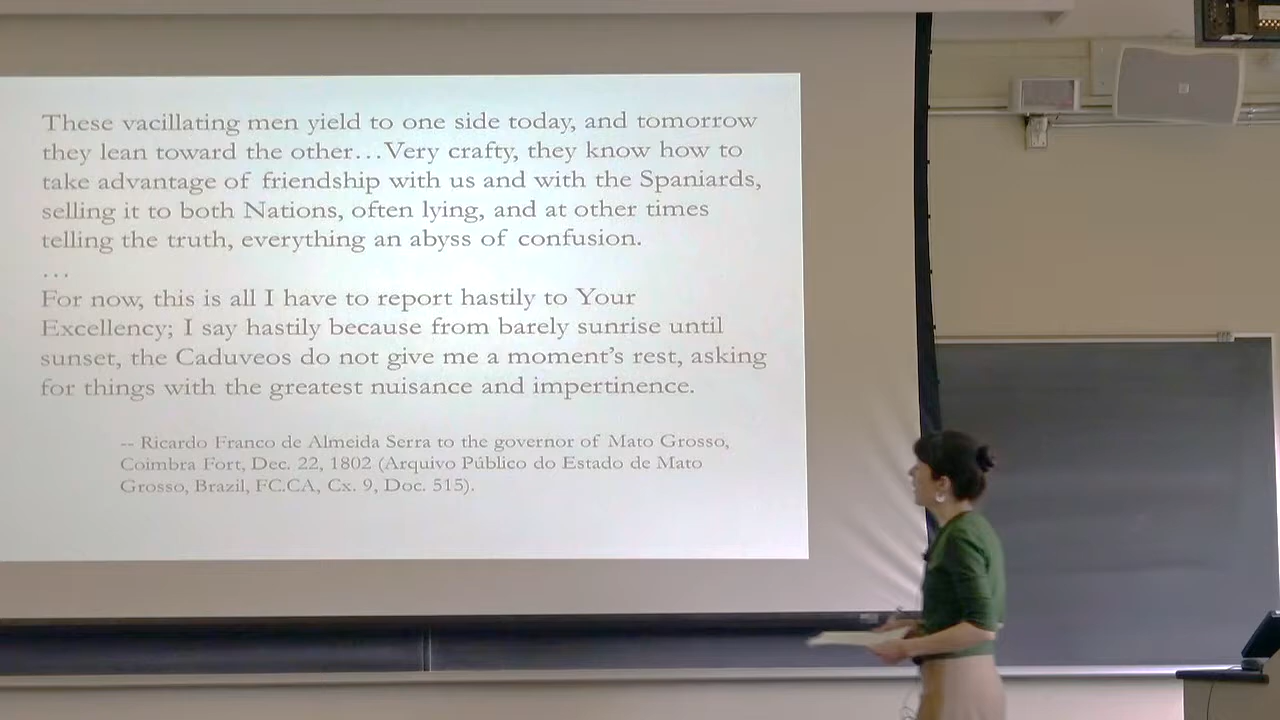 These vacillating men yield to one side today, and tomorrow
they lean toward the other…Very crafty, they know how to
take advantage of friendship with us and with the Spaniards,
selling it to both Nations, often lying, and at other times
telling the truth, everything an abyss of confusion.
…
For now, this is all I have to report hastily to Your
Excellency; I say hastily because from barely sunrise until
sunset, the Caduveos do not give me a moment's rest, asking
for things with the greatest nuisance and impertinence.
-- Ricardo Franco de Almeida Serra to the governor of Mato Grosso,
Coimbra Fort, Dec. 22, 1802 (Arquivo Público do Estado de Mato
Grosso, Brazil, FC.CA, Cx. 9, Doc. 515).